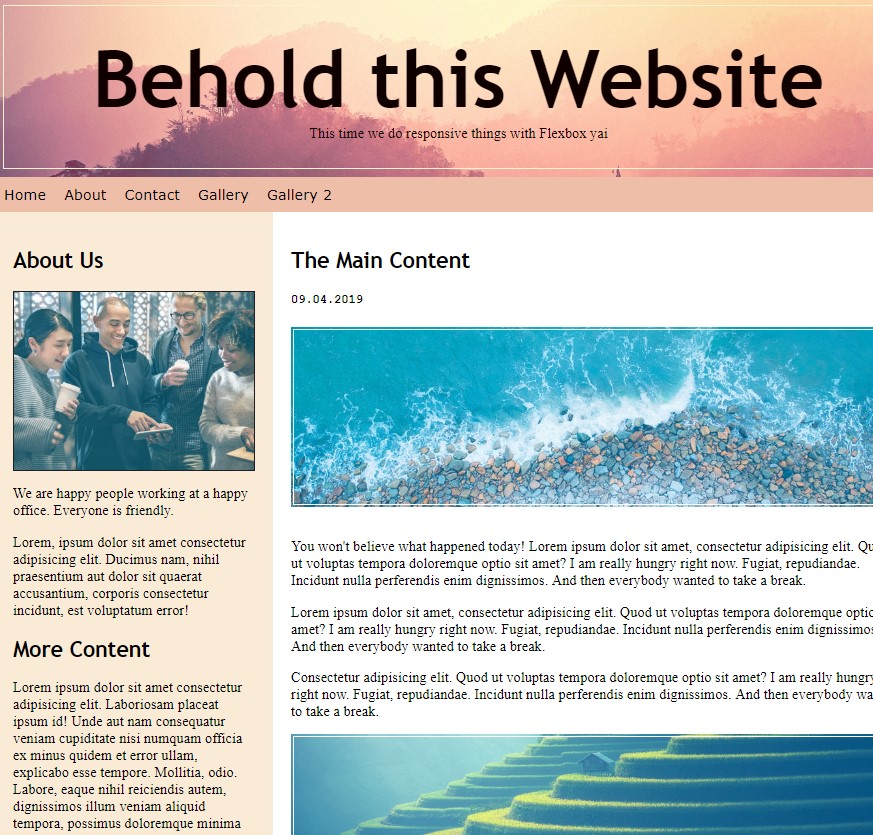 Behold this Website
This time we do responsive things with Flexbox yai
Home About Contact Gallery Gallery 2
About Us
We are happy people working at a happy
office. Everyone is friendly.
Lorem, ipsum dolor sit amet consectetur
adipisicing elit. Ducimus nam, nihil
praesentium aut dolor sit quaerat
accusantium, corporis consectetur
incidunt, est voluptatum error!
More Content
Lorem ipsum dolor sit amet consectetur
adipisicing elit. Laboriosam placeat
ipsum id! Unde aut nam consequatur
veniam cupiditate nisi numquam officia
ex minus quidem et error ullam,
explicabo esse tempore. Mollitia, odio.
Labore, eaque nihil reiciendis autem,
dignissimos illum veniam aliquid
tempora, possimus doloremque minima
The Main Content
09.04.2019
You won't believe what happened today! Lorem ipsum dolor sit amet, consectetur adipisicing elit.
ut voluptas tempora doloremque optio sit amet? I am really hungry right now. Fugiat, repudiandae.
Incidunt nulla perferendis enim dignissimos. And then everybody wanted to take a break.
Lorem ipsum dolor sit amet, consectetur adipisicing elit. Quod ut voluptas tempora doloremque optio
amet? I am really hungry right now. Fugiat, repudiandae. Incidunt nulla perferendis enim dignissimos
And then everybody wanted to take a break.
Consectetur adipisicing elit. Quod ut voluptas tempora doloremque optio sit amet? I am really hungry
right now. Fugiat, repudiandae. Incidunt nulla perferendis enim dignissimos. And then everybody
to take a break.